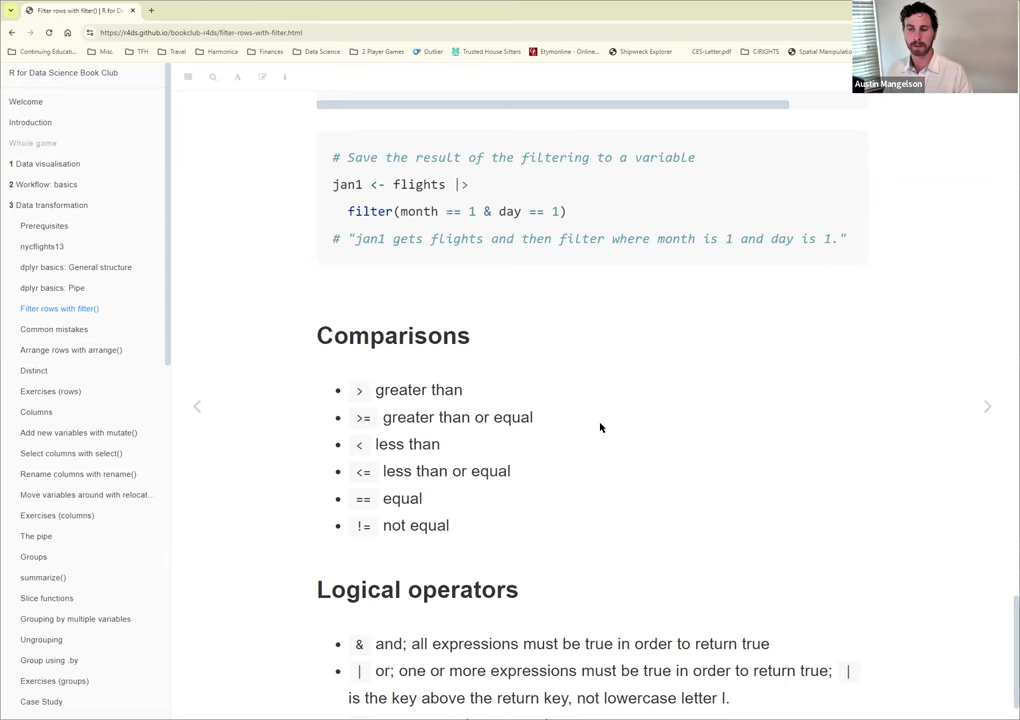 Filter rows with filter() | R for Da
https://r4ds.github.io/bookclub-r4ds/filter-rows-with-filter.html
Continuing Educati...
Misc.
TFH
Travel
Harmonica
Finances
Data Science
2 Player Games
Outlier
Trusted House Sitters
Etymonline - Online...
Shipwreck Explorer
CES-Letter.pdf
CIRIGHTS
Spatial Manipulatio
Austin Mangelson
R for Data Science Book Club
Welcome
Introduction
Whole game
1 Data visualisation
2 Workflow: basics
3 Data transformation
Prerequisites
nycflights13
dplyr basics: General structure
dplyr basics: Pipe
Filter rows with filter()
Common mistakes
Arrange rows with arrange()
Distinct
Exercises (rows)
Columns
Add new variables with mutate()
Select columns with select()
Rename columns with rename()
Move variables around with relocat...
Exercises (columns)
The pipe
Groups
summarize()
Slice functions
Grouping by multiple variables
Ungrouping
Group using .by
Exercises (groups)
Case Study
# Save the result of the filtering to a variable
jan1 <- flights |>
filter(month == 1 & day == 1)
# "jan1 gets flights and then filter where month is 1 and day is 1."
Comparisons
• > greater than
• >= greater than or equal
• < less than
• <= less than or equal
• == equal
• != not equal
Logical operators
• & and; all expressions must be true in order to return true
• | or; one or more expressions must be true in order to return true; |
is the key above the return key, not lowercase letter l.